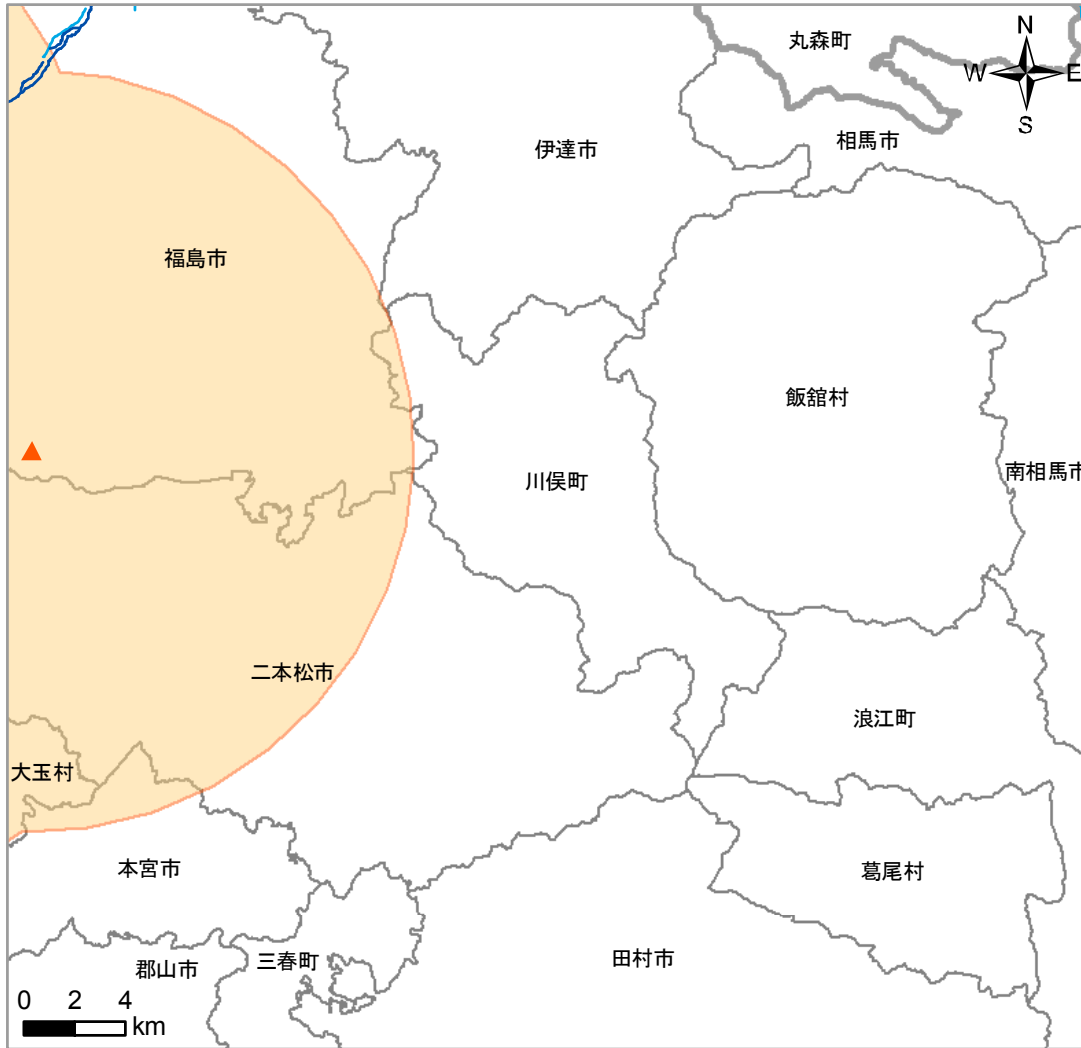 丸森町
N
W
E
S
伊達市
相馬市
福島市
飯舘村
川俣町
南相馬市
二本松市
浪江町
大玉村
本宮市
葛尾村
三春町
田村市
郡山市
0 2 4
km